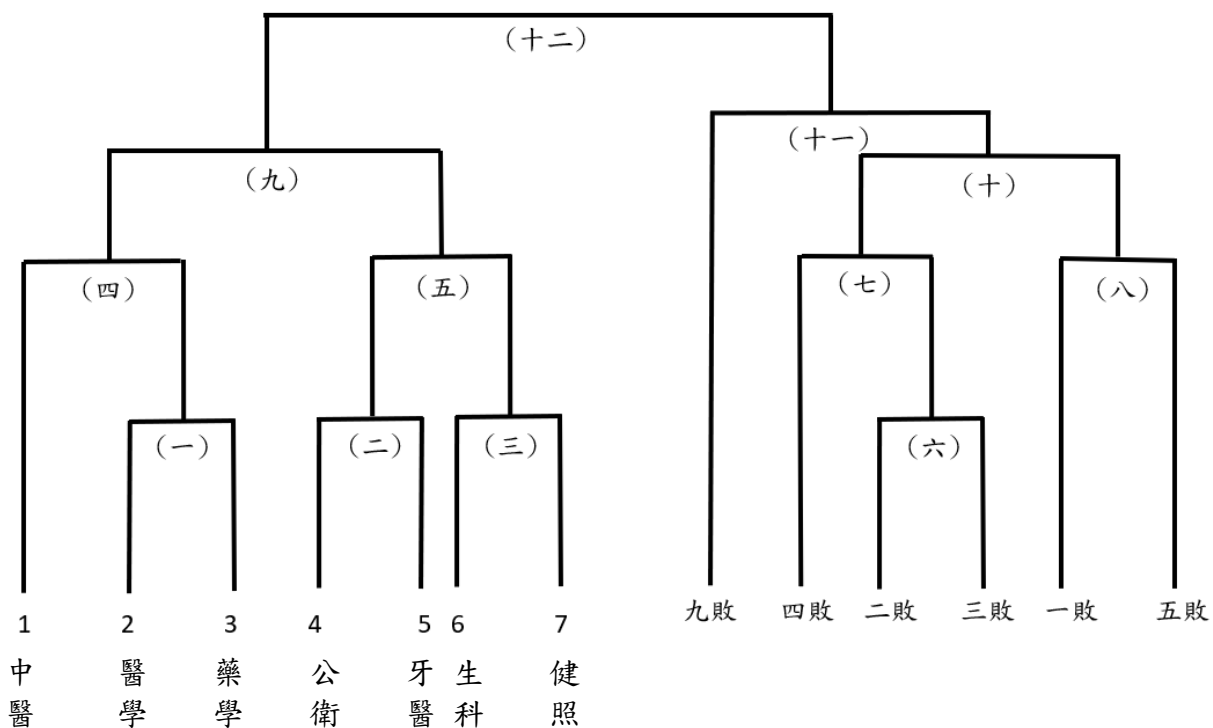 (十二)
(十一)
(九)
(十)
(四)
(五)
(七)
(八)
(一)
(二)
(三)
(六)
1 2 3 4 5 6 7
九敗 四敗 二敗 三敗 一敗 五敗
中醫 醫學 藥學 公衛 牙醫 生科 健照